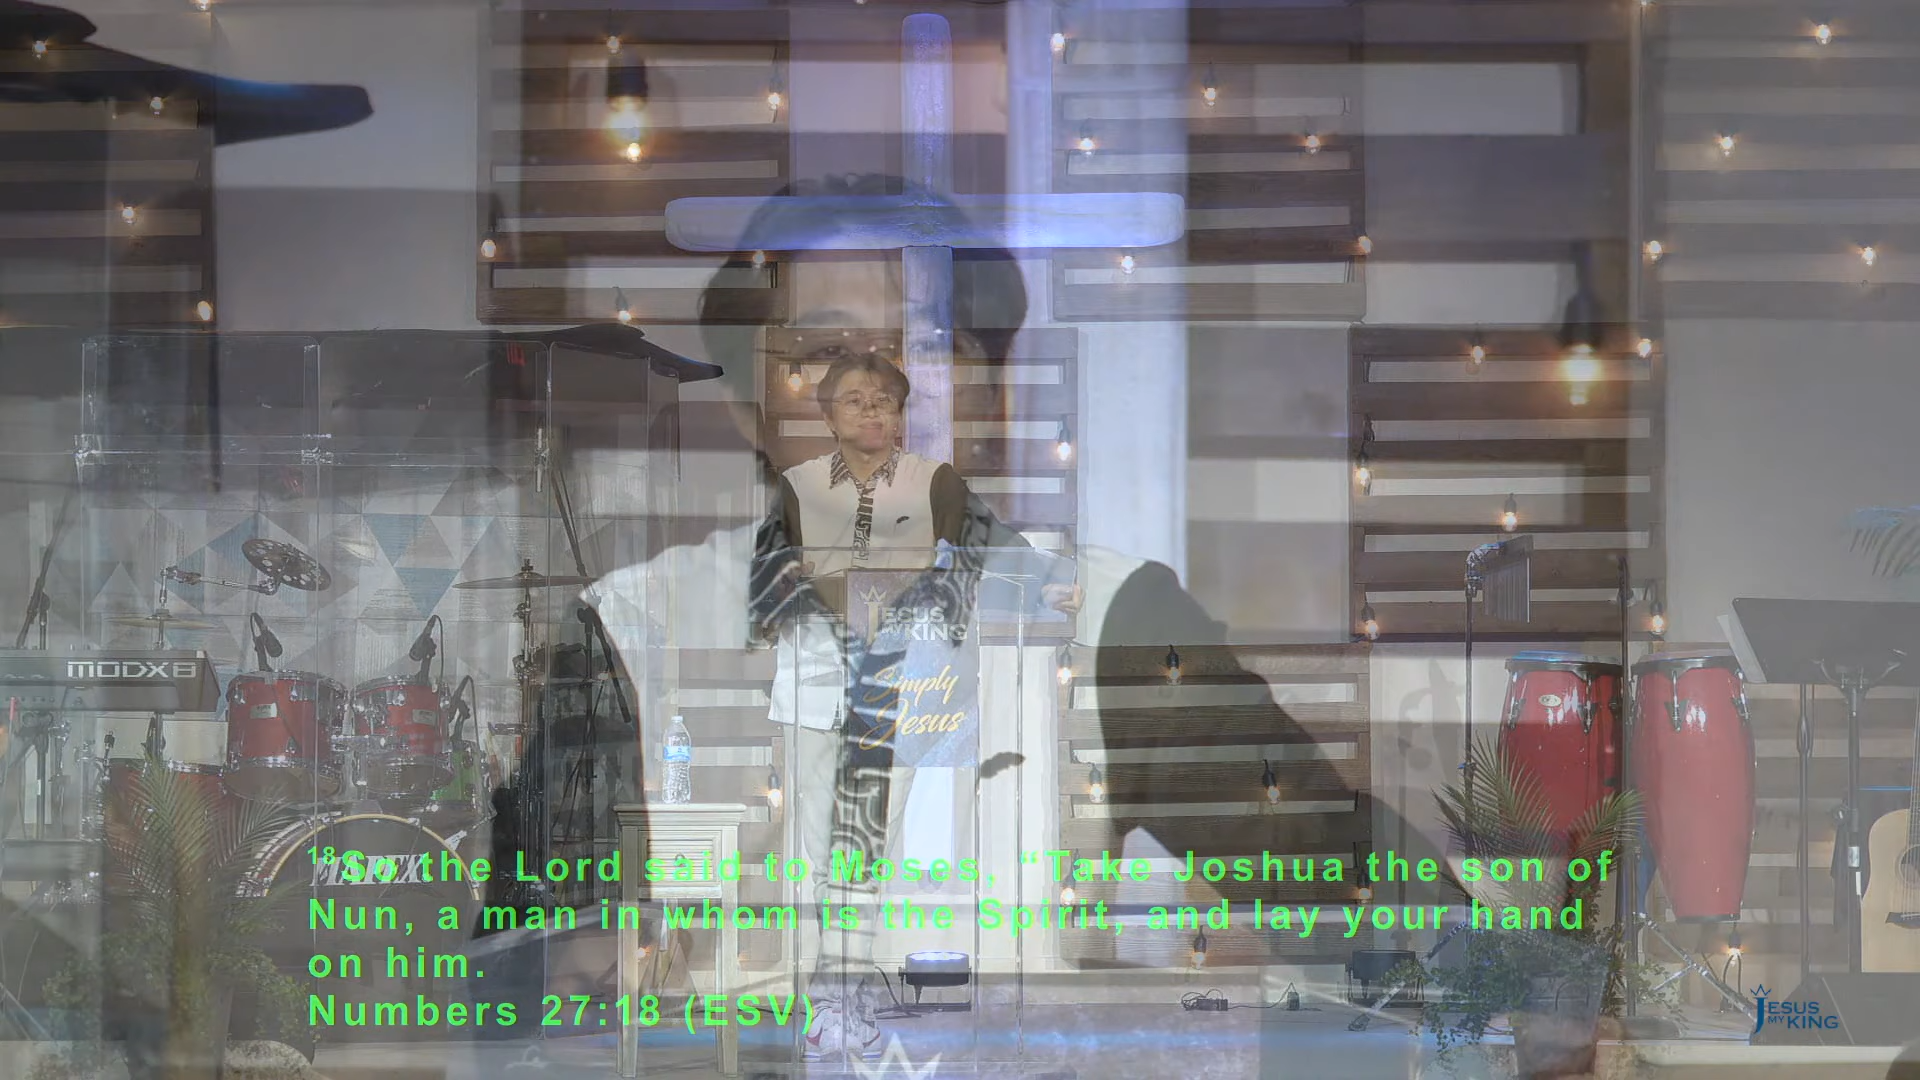 MODX8
JESUS
MY KING
Simply
Jesus
18So the Lord said to Moses, “Take Joshua the son of
Nun, a man in whom is the Spirit, and lay your hand
on him.
Numbers 27:18 (ESV)
JESUS
MY KING